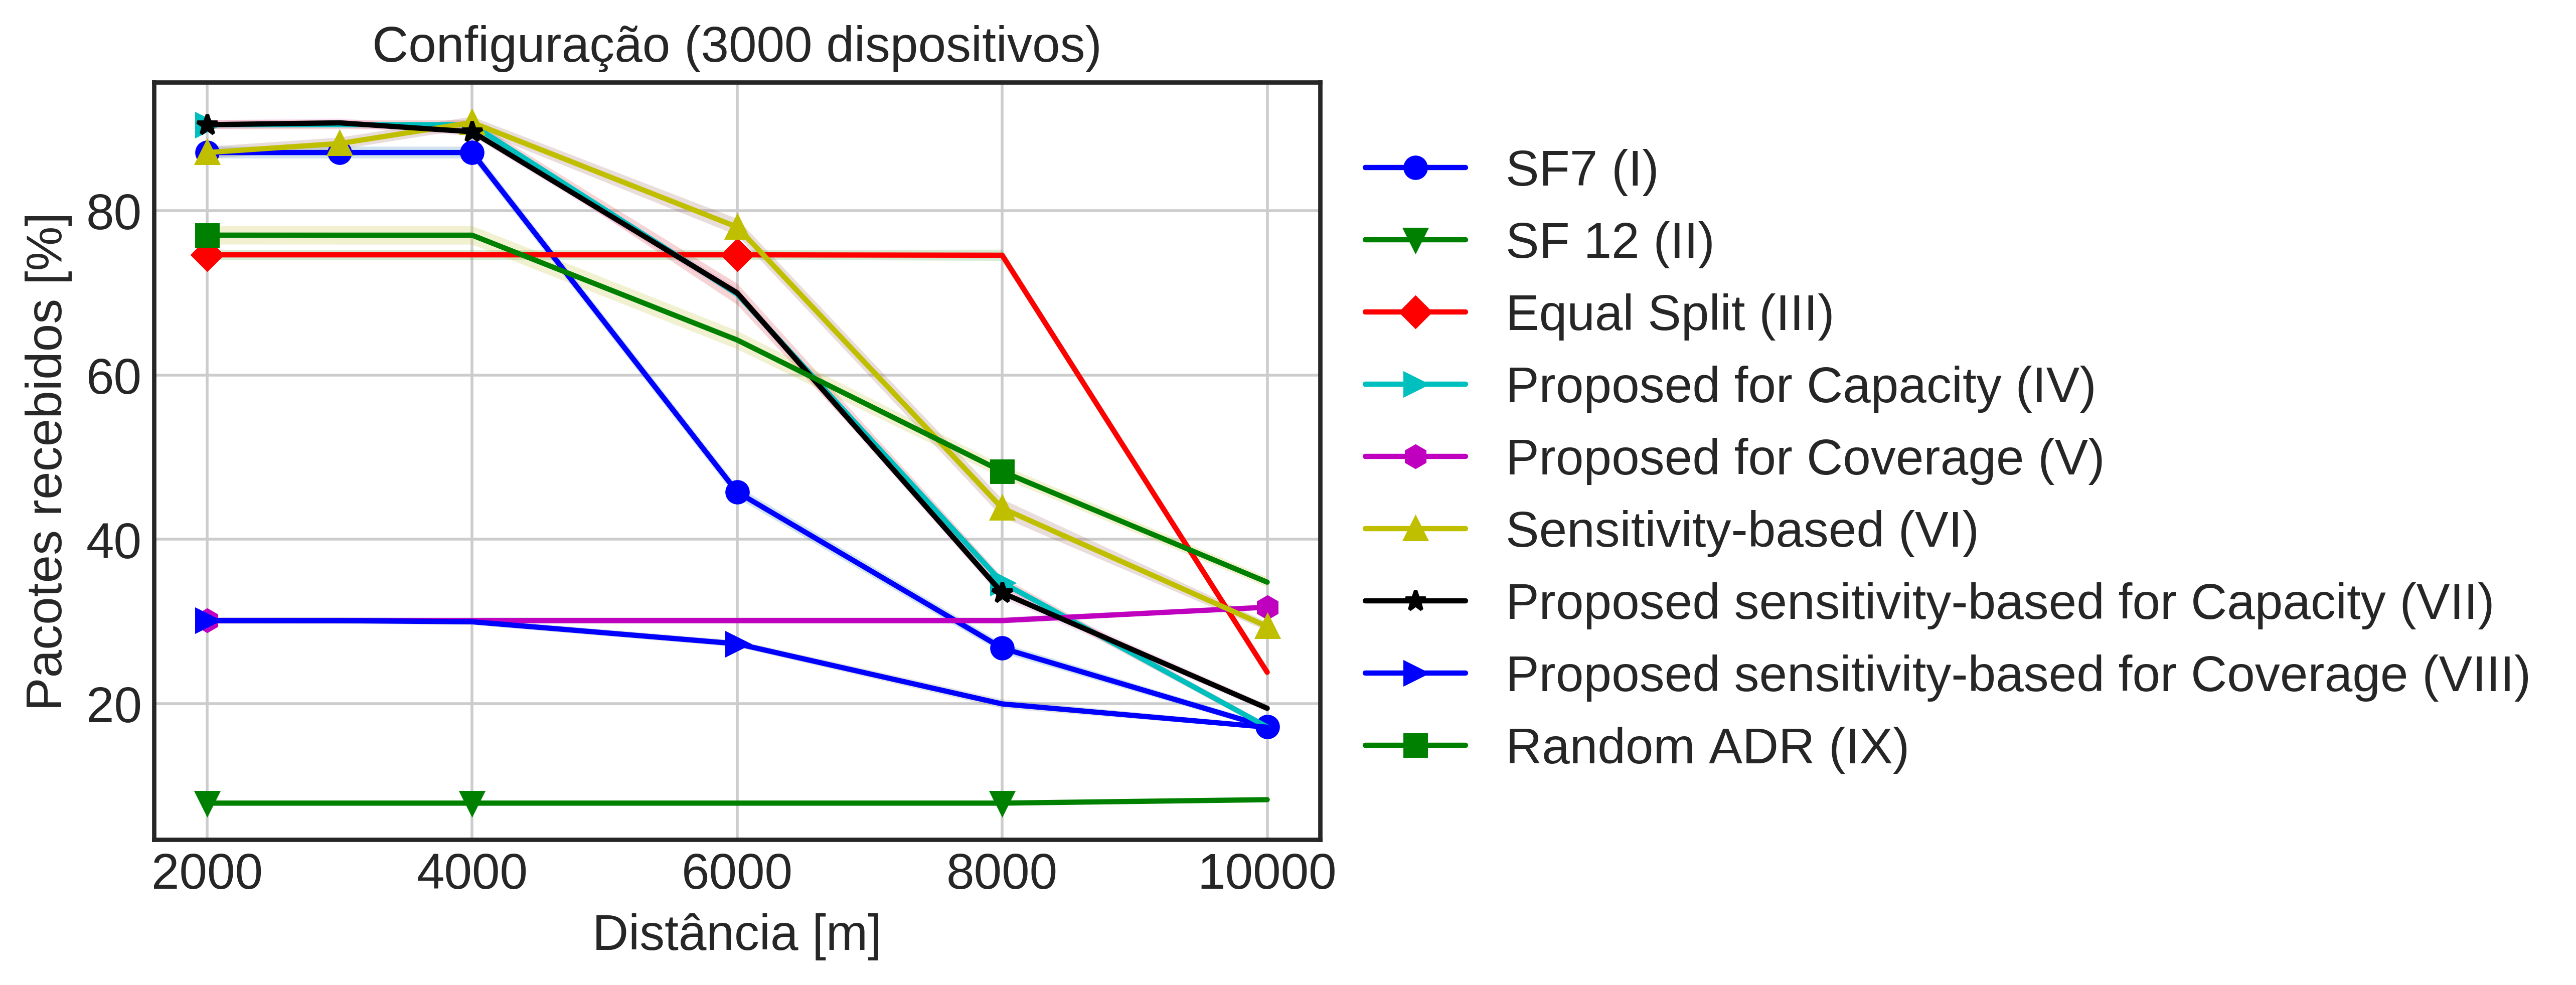 Configuração (3000 dispositivos)
Pacotes recebidos [%]
80
60
40
20
2000 4000 6000 8000 10000
Distância [m]
SF7 (I)
SF 12 (II)
Equal Split (III)
Proposed for Capacity (IV)
Proposed for Coverage (V)
Sensitivity-based (VI)
Proposed sensitivity-based for Capacity (VII)
Proposed sensitivity-based for Coverage (VIII)
Random ADR (IX)